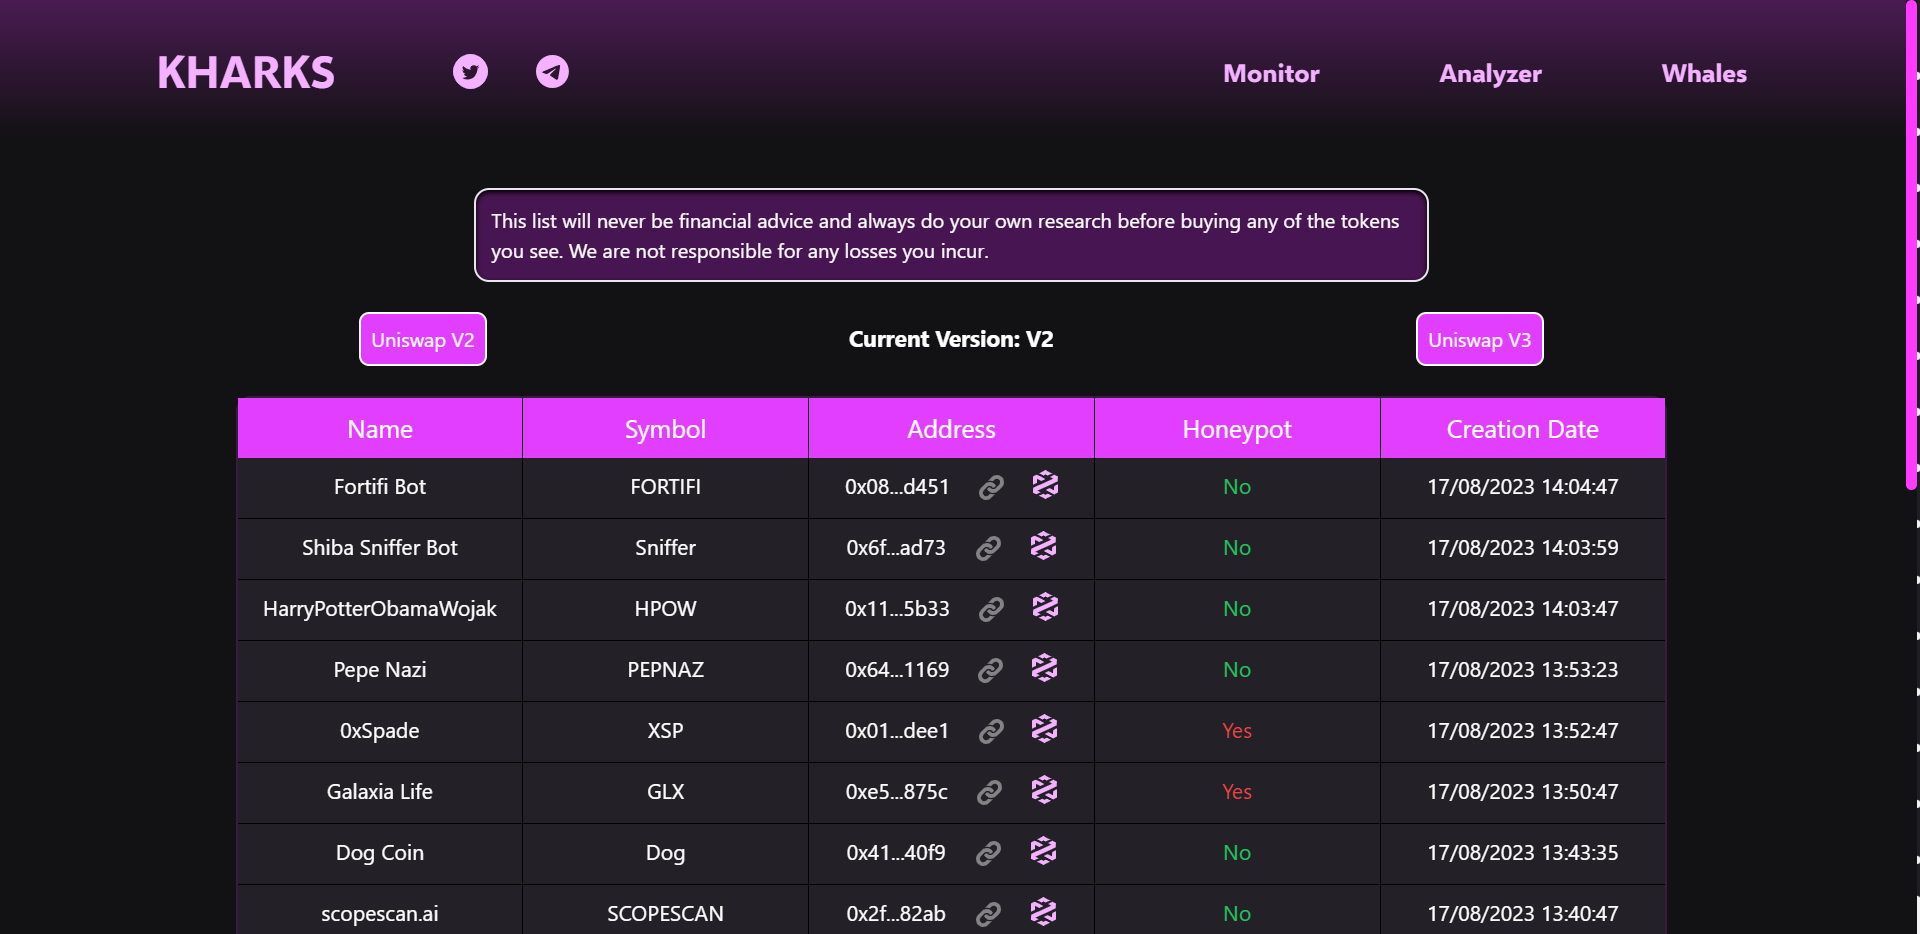 KHARKS
Monitor Analyzer Whales
This list will never be financial advice and always do your own research before buying any of the tokens
you see. We are not responsible for any losses you incur.
Uniswap V2 Current Version: V2 Uniswap V3
Name Symbol Address Honeypot Creation Date
Fortifi Bot FORTIFI 0x08...d451 No 17/08/2023 14:04:47
Shiba Sniffer Bot Sniffer 0x6f...ad73 No 17/08/2023 14:03:59
HarryPotterObamaWojak HPOW 0x11...5b33 No 17/08/2023 14:03:47
Pepe Nazi PEPNAZ 0x64...1169 No 17/08/2023 13:53:23
0xSpade XSP 0x01...dee1 Yes 17/08/2023 13:52:47
Galaxia Life GLX 0xe5...875c Yes 17/08/2023 13:50:47
Dog Coin Dog 0x41...40f9 No 17/08/2023 13:43:35
scopescan.ai SCOPESCAN 0x2f...82ab No 17/08/2023 13:40:47